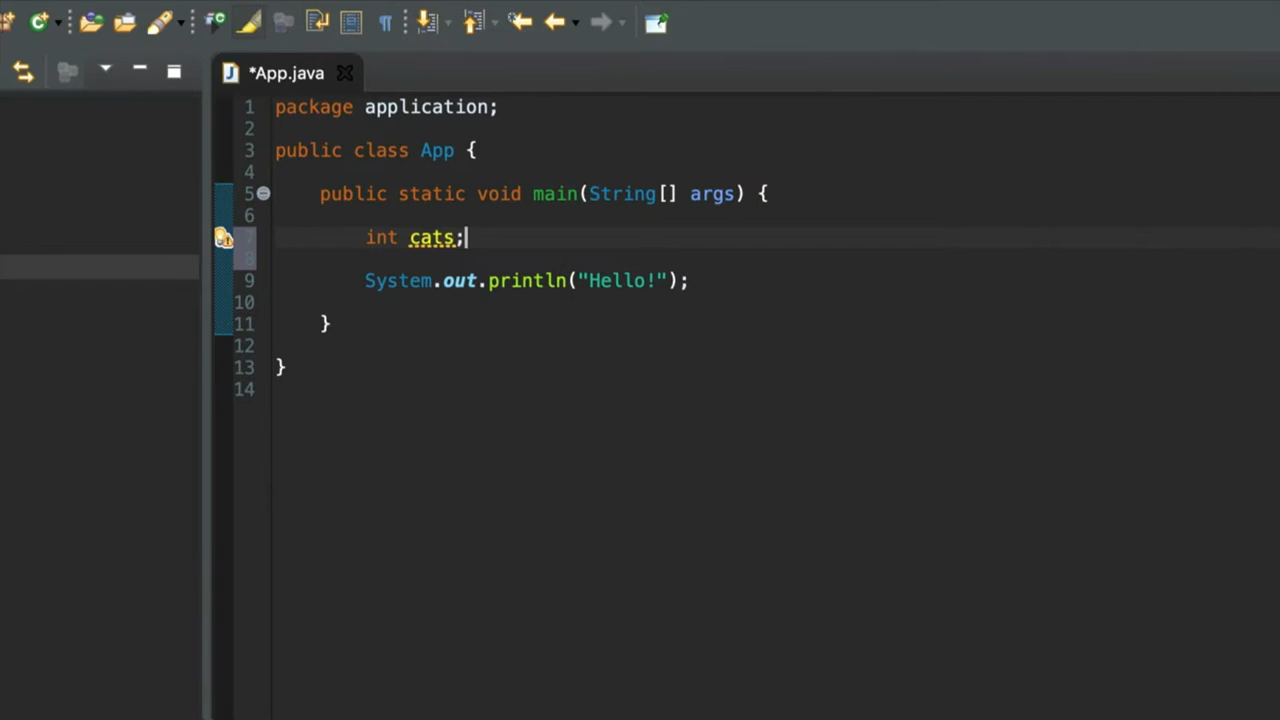 *App.java
1 package application;
2
3 public class App {
4
5 public static void main(String[] args) {
6
7 int cats;
8
9 System.out.println("Hello!");
10
11 }
12
13 }
14